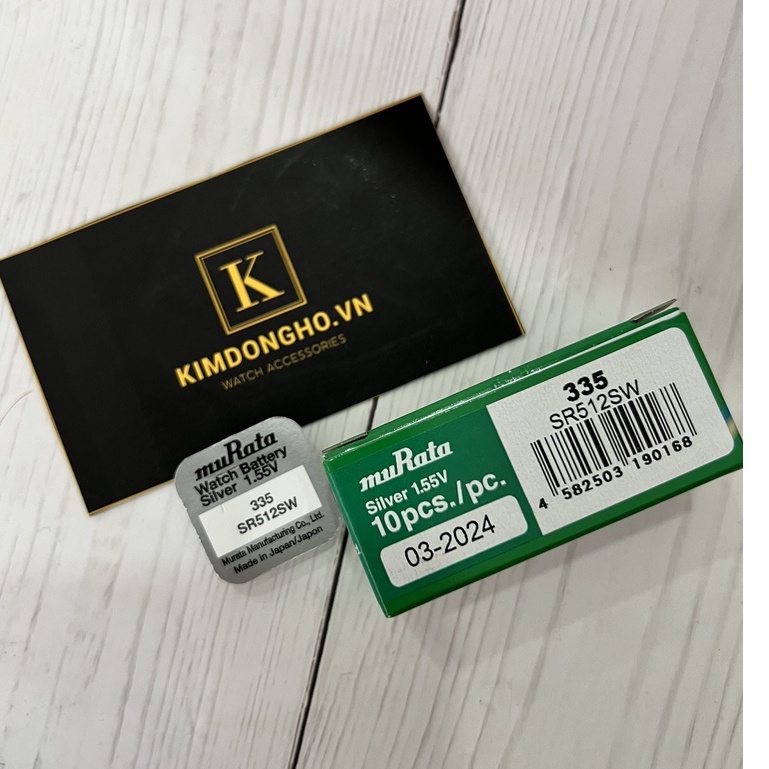 K
KIMDONGHO.VN
WATCH ACCESSORIES
muRata
Watch Battery
Silver 1.55V
335
SR512SW
Murata Manufacturing Co., Ltd.
Made in Japan/Japon
muRata
Silver 1.55V
10pcs./pc.
03-2024
335
SR512SW
4 582503 190168